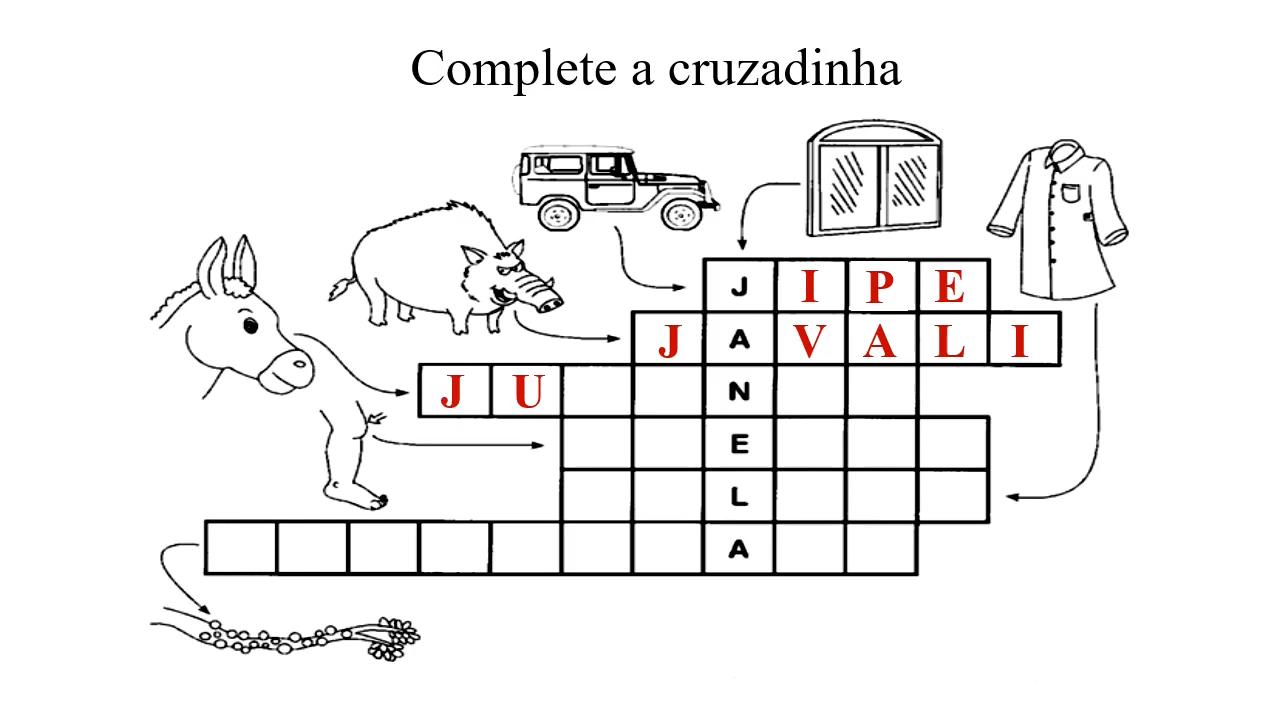 Complete a cruzadinha
J I P E
J A V A L I
J U N
E
L
A